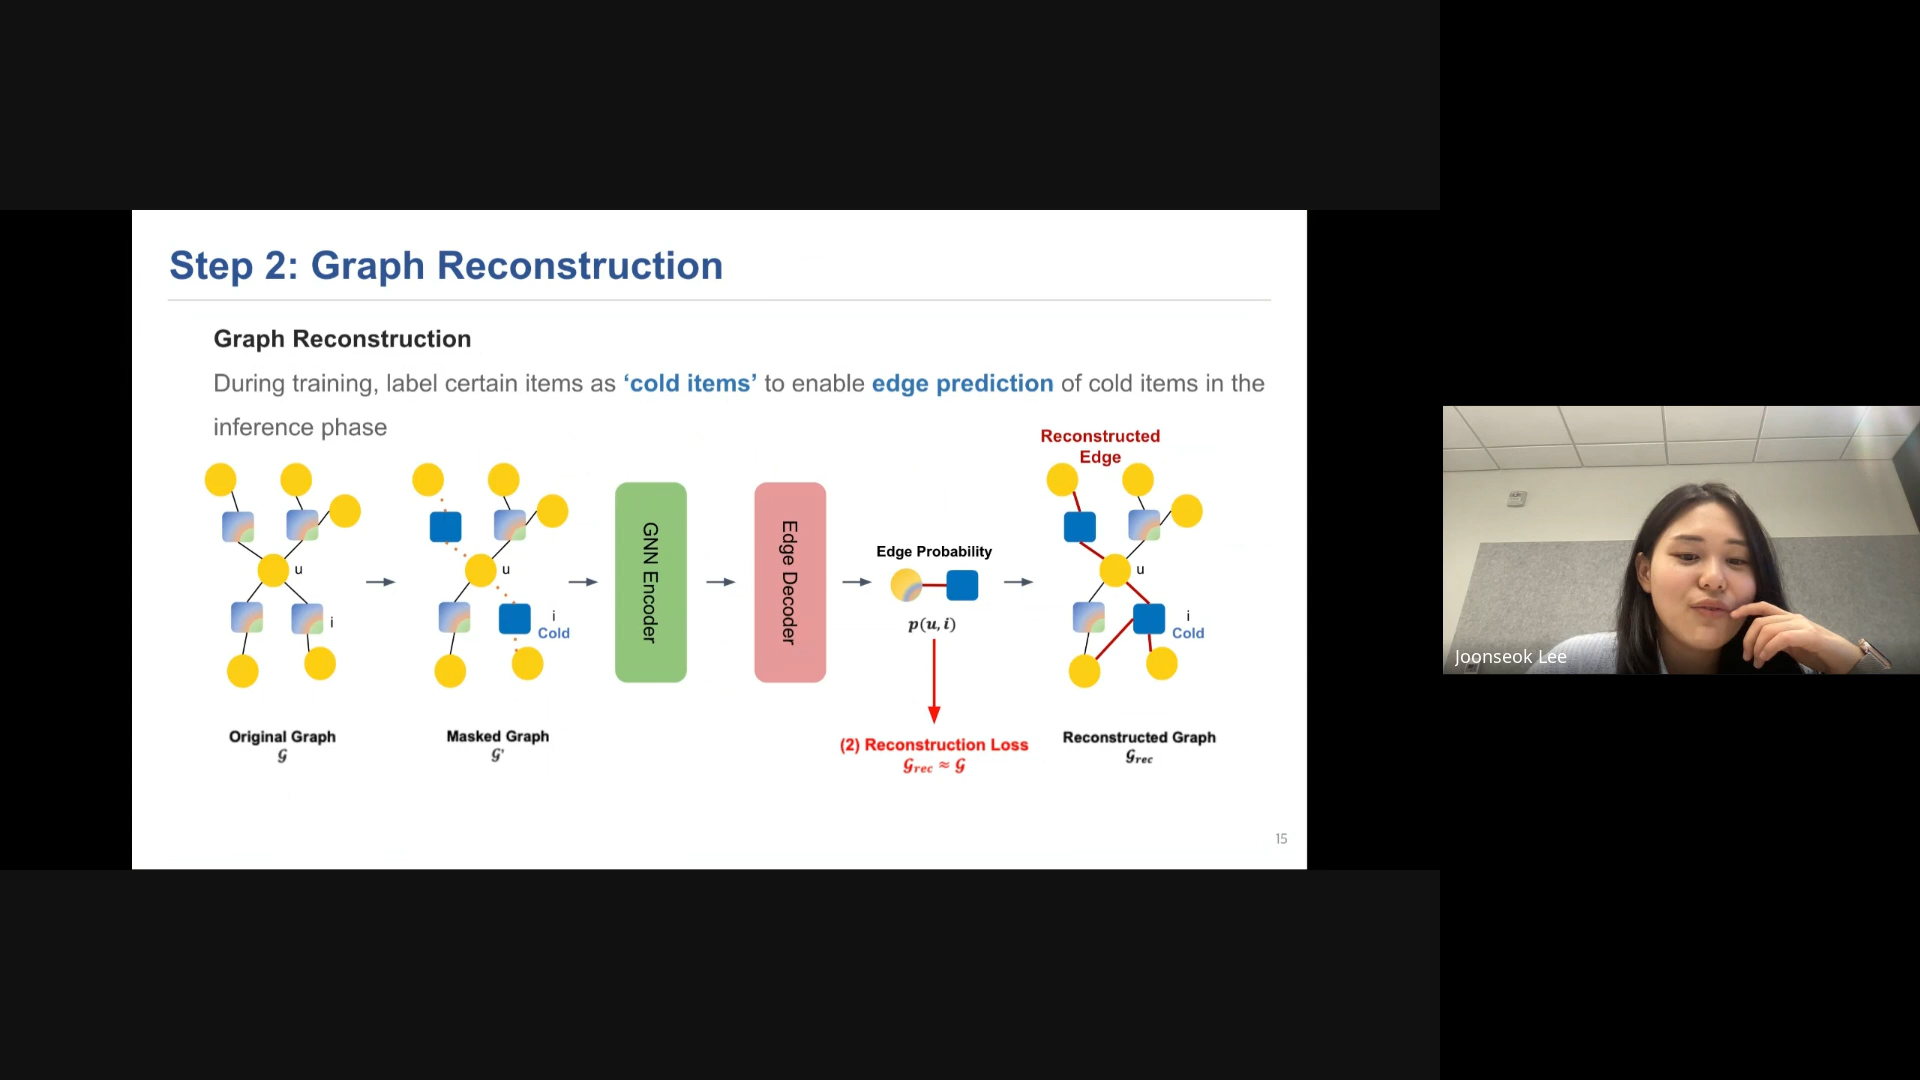 Step 2: Graph Reconstruction
Graph Reconstruction
During training, label certain items as ‘cold items’ to enable edge prediction of cold items in the
inference phase
Reconstructed
Edge
u
i
u
i
Cold
GNN Encoder
Edge Decoder
Edge Probability
p(u, i)
u
i
Cold
Original Graph
𝒢
Masked Graph
𝒢'
(2) Reconstruction Loss
𝒢rec ≈ 𝒢
Reconstructed Graph
𝒢rec
15
Joonseok Lee